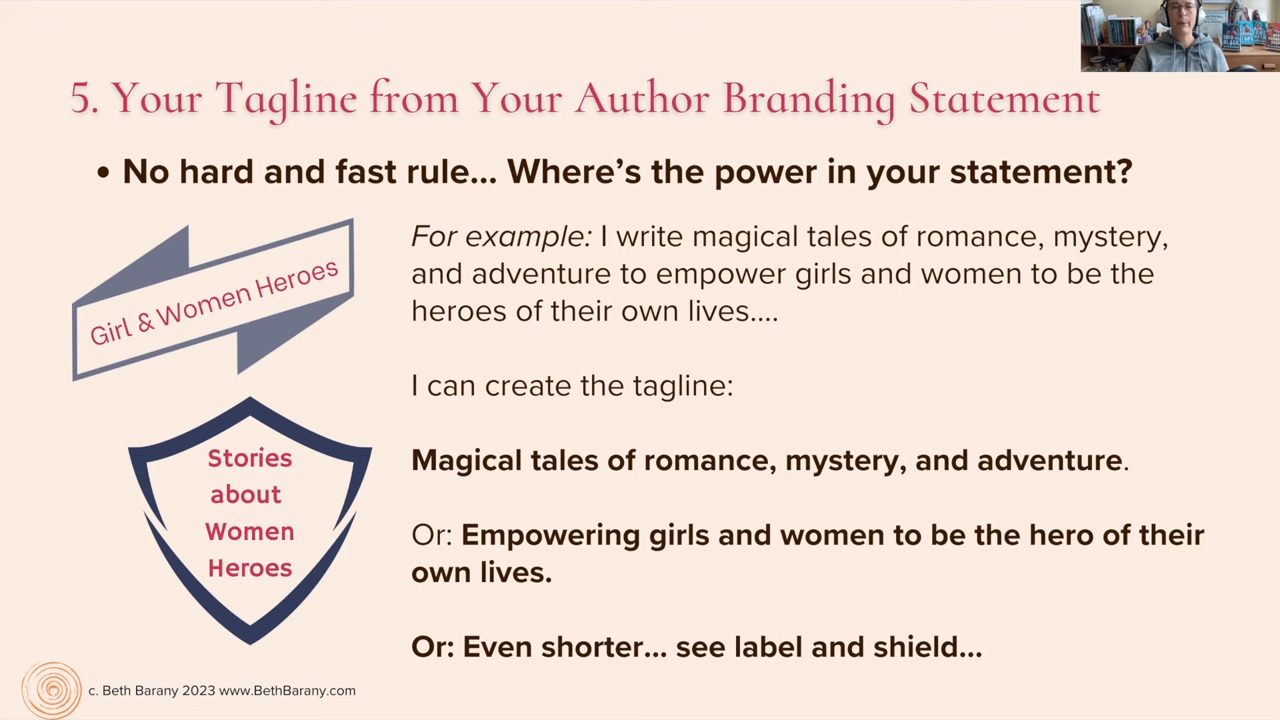 5. Your Tagline from Your Author Branding Statement
• No hard and fast rule... Where's the power in your statement?
Girl & Women Heroes
For example: I write magical tales of romance, mystery,
and adventure to empower girls and women to be the
heroes of their own lives....
I can create the tagline:
Stories
about
Women
Heroes
Magical tales of romance, mystery, and adventure.
Or: Empowering girls and women to be the hero of their
own lives.
Or: Even shorter... see label and shield...
c. Beth Barany 2023 www.BethBarany.com